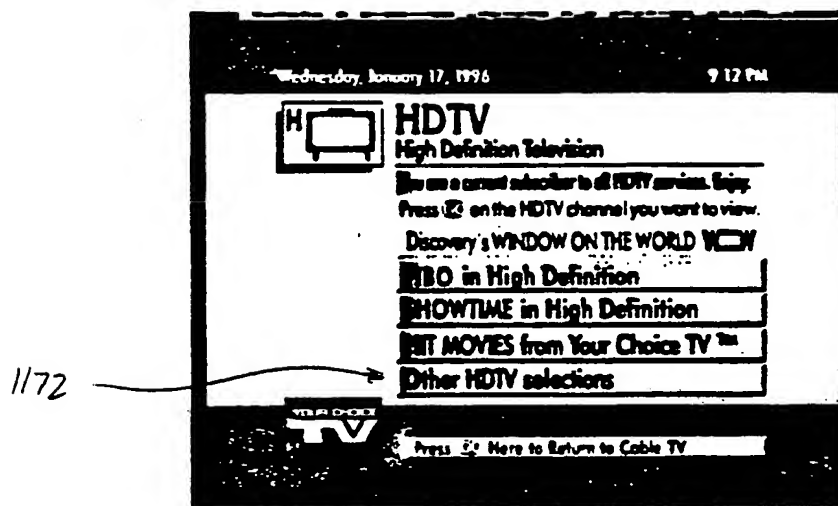 Wednesday, January 17, 1996 9:12 PM
H
HDTV
High Definition Television
You are a current subscriber to all HDTV services. Enjoy.
Press on the HDTV channel you want to view.
Discovery's WINDOW ON THE WORLD WOW
HBO in High Definition
SHOWTIME in High Definition
HIT MOVIES from Your Choice TV™
Other HDTV selections
1172
TV
Press Here to Return to Cable TV